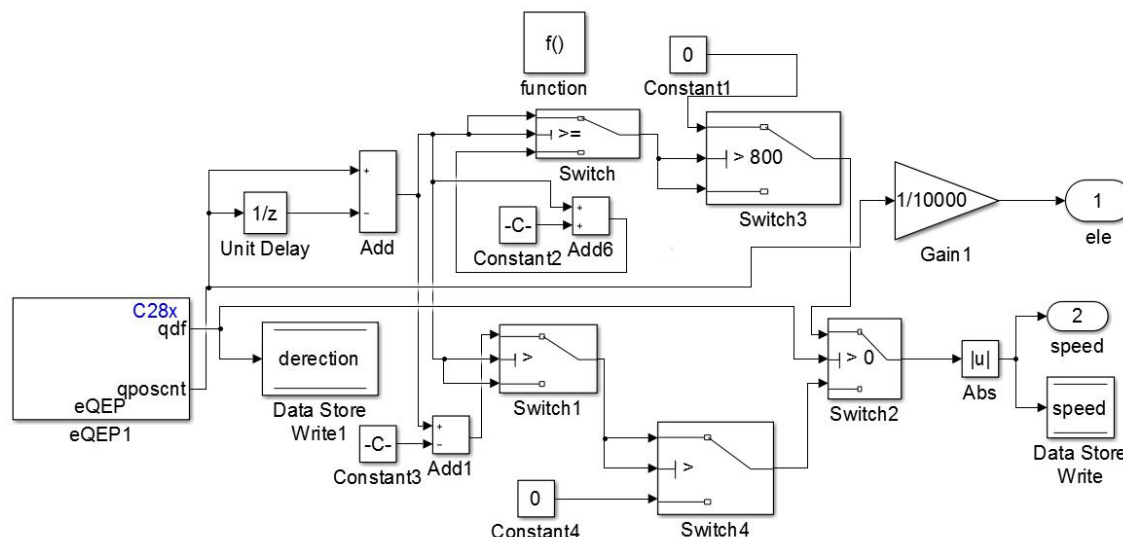 f()
function
0
Constant1
>=
Switch
> 800
Switch3
1/z
Unit Delay
+
−
Add
-C-
Constant2
+
+
Add6
1/10000
Gain1
1
ele
C28x
qdf
qposcnt
eQEP
eQEP1
derection
Data Store
Write1
>
Switch1
> 0
Switch2
|u|
Abs
2
speed
speed
Data Store
Write
-C-
Constant3
+
−
Add1
0
Constant4
>
Switch4